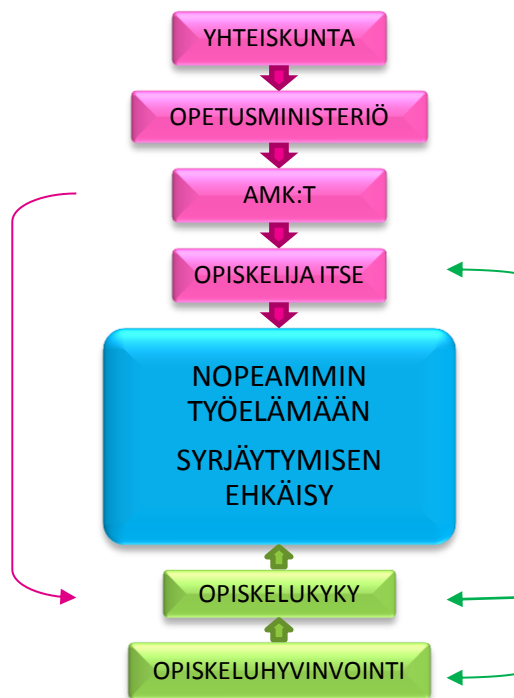 YHTEISKUNTA
OPETUSMINISTERIÖ
AMK:T
OPISKELIJA ITSE
NOPEAMMIN
TYÖELÄMÄÄN
SYRJÄYTYMISEN
EHKÄISY
OPISKELUKYKY
OPISKELUHYVINVOINTI